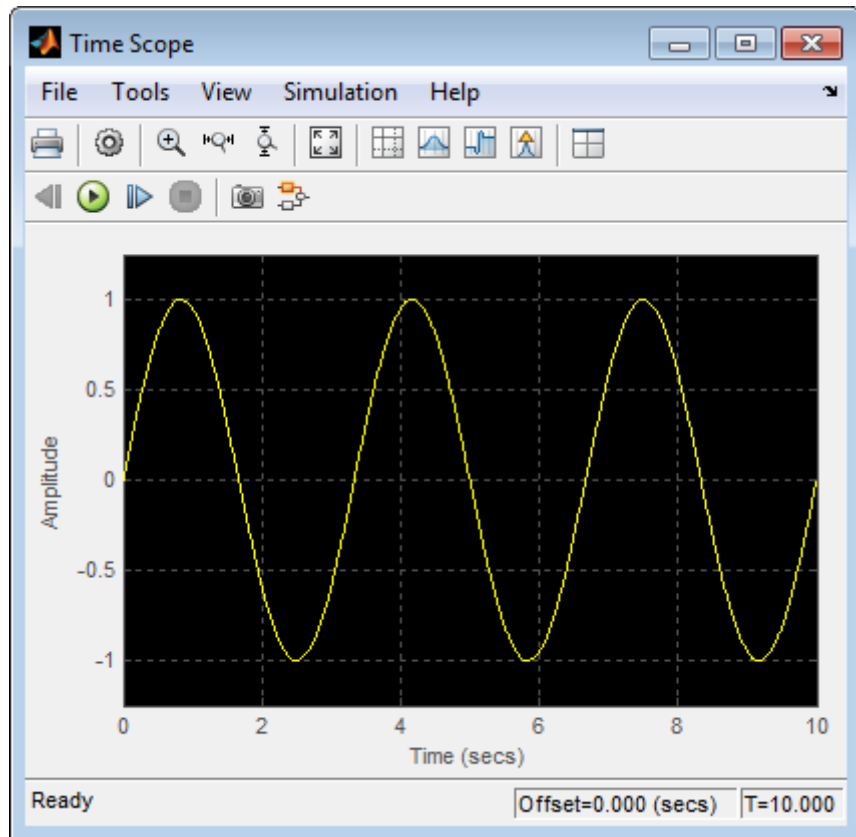 Time Scope
File Tools View Simulation Help
1
0.5
0
-0.5
-1
Amplitude
0 2 4 6 8 10
Time (secs)
Ready Offset=0.000 (secs) T=10.000